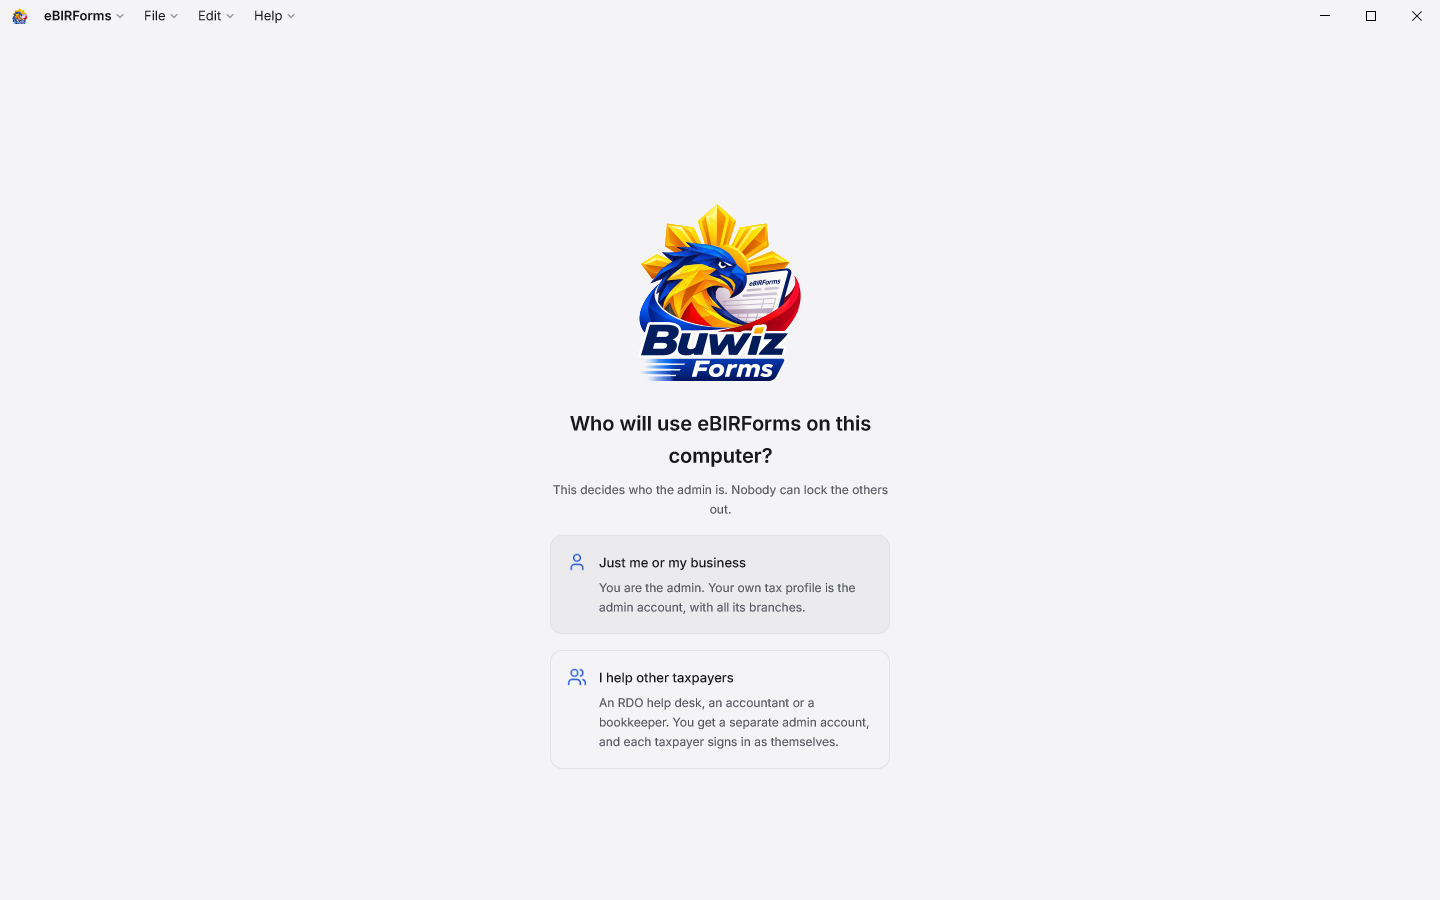 eBIRForms File Edit Help
eBIRForms
Buwiz
Forms
Who will use eBIRForms on this
computer?
This decides who the admin is. Nobody can lock the others
out.
Just me or my business
You are the admin. Your own tax profile is the
admin account, with all its branches.
I help other taxpayers
An RDO help desk, an accountant or a
bookkeeper. You get a separate admin account,
and each taxpayer signs in as themselves.